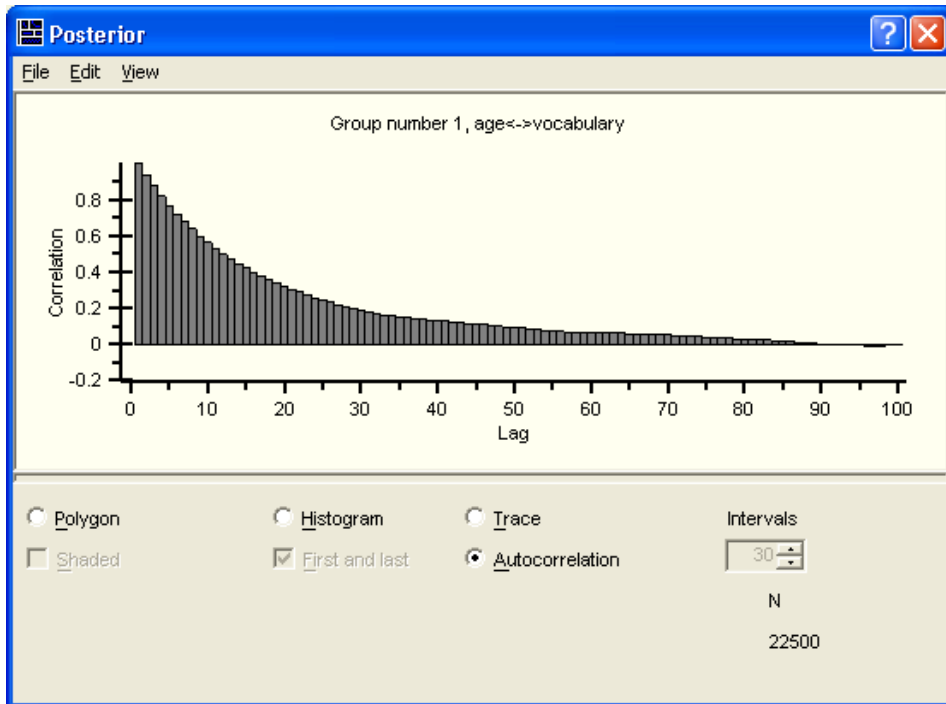 Posterior
File Edit View
Group number 1, age<->vocabulary
Correlation
0.8
0.6
0.4
0.2
0
-0.2
0 10 20 30 40 50 60 70 80 90 100
Lag
Polygon Histogram Trace Intervals
Shaded First and last Autocorrelation 30
N
22500